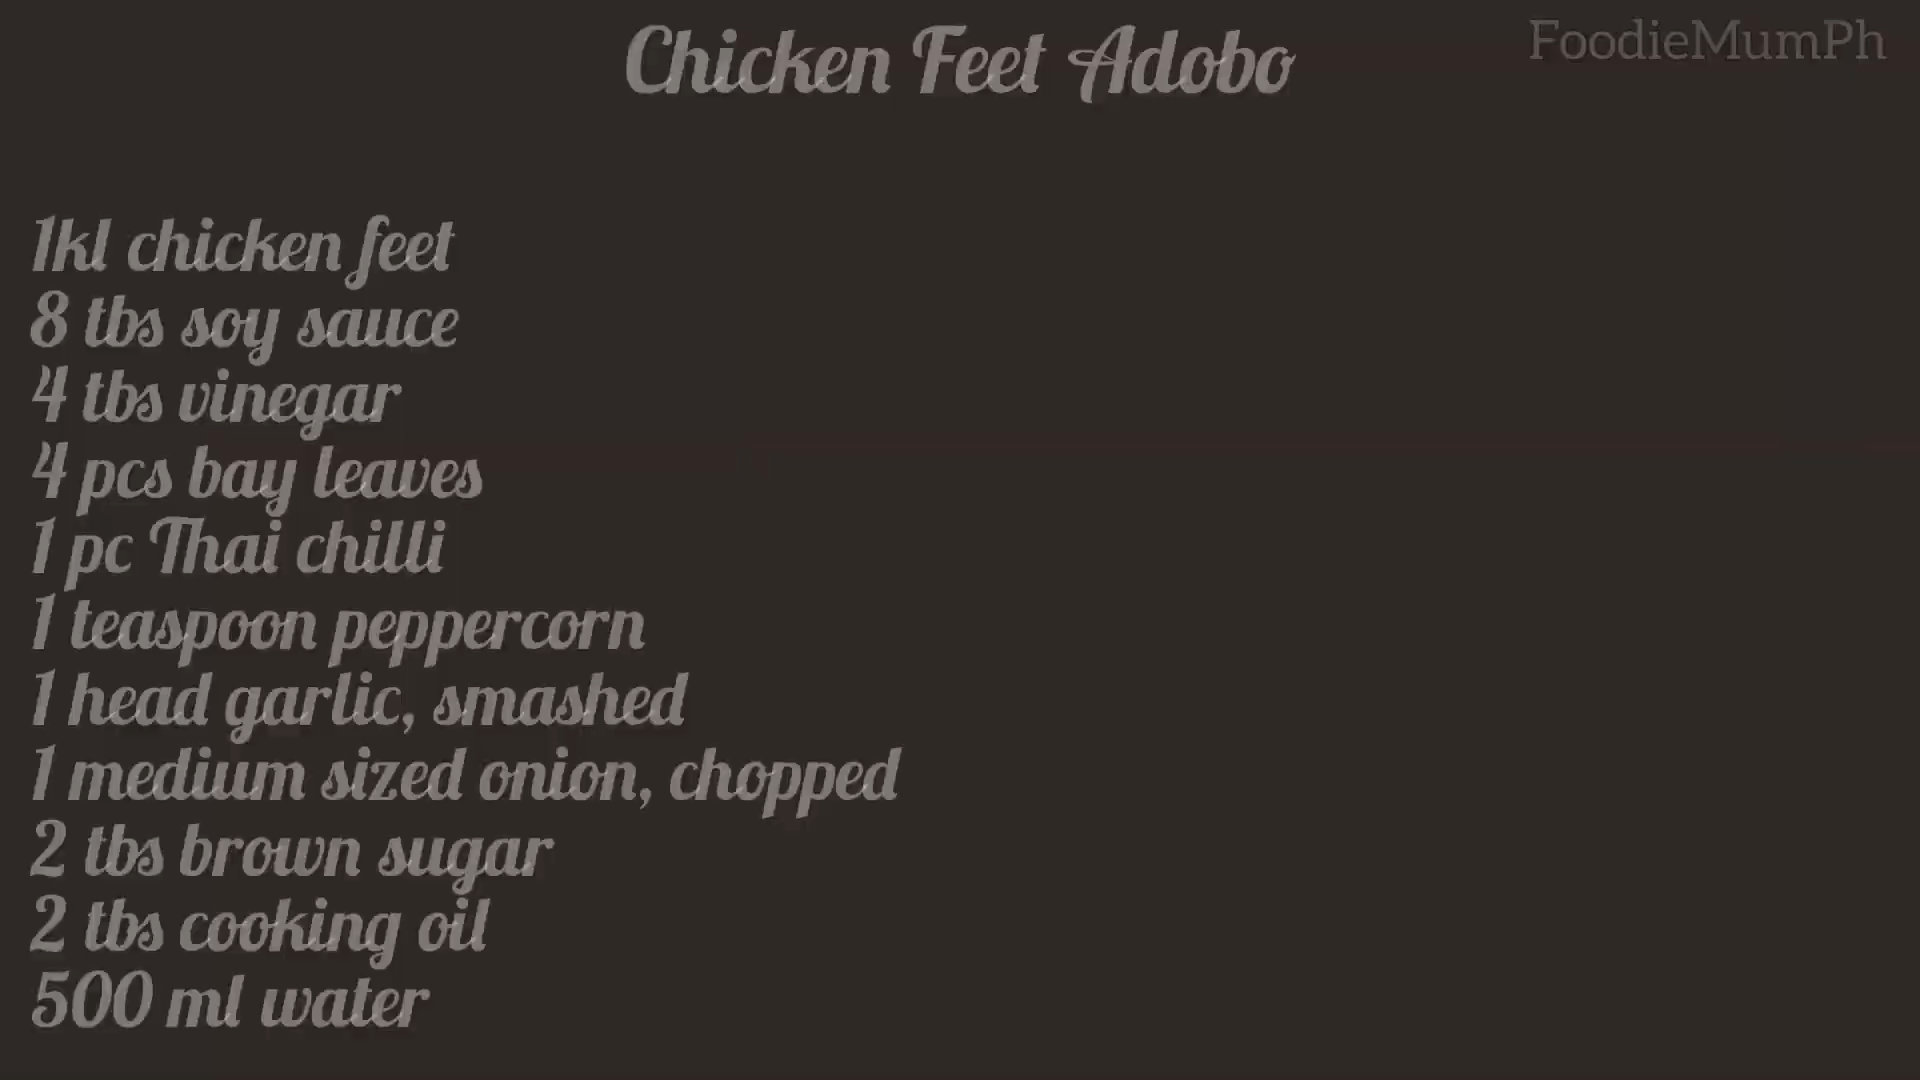 Chicken Feet Adobo
FoodieMumPh
1kl chicken feet
8 tbs soy sauce
4 tbs vinegar
4 pcs bay leaves
1 pc Thai chilli
1 teaspoon peppercorn
1 head garlic, smashed
1 medium sized onion, chopped
2 tbs brown sugar
2 tbs cooking oil
500 ml water